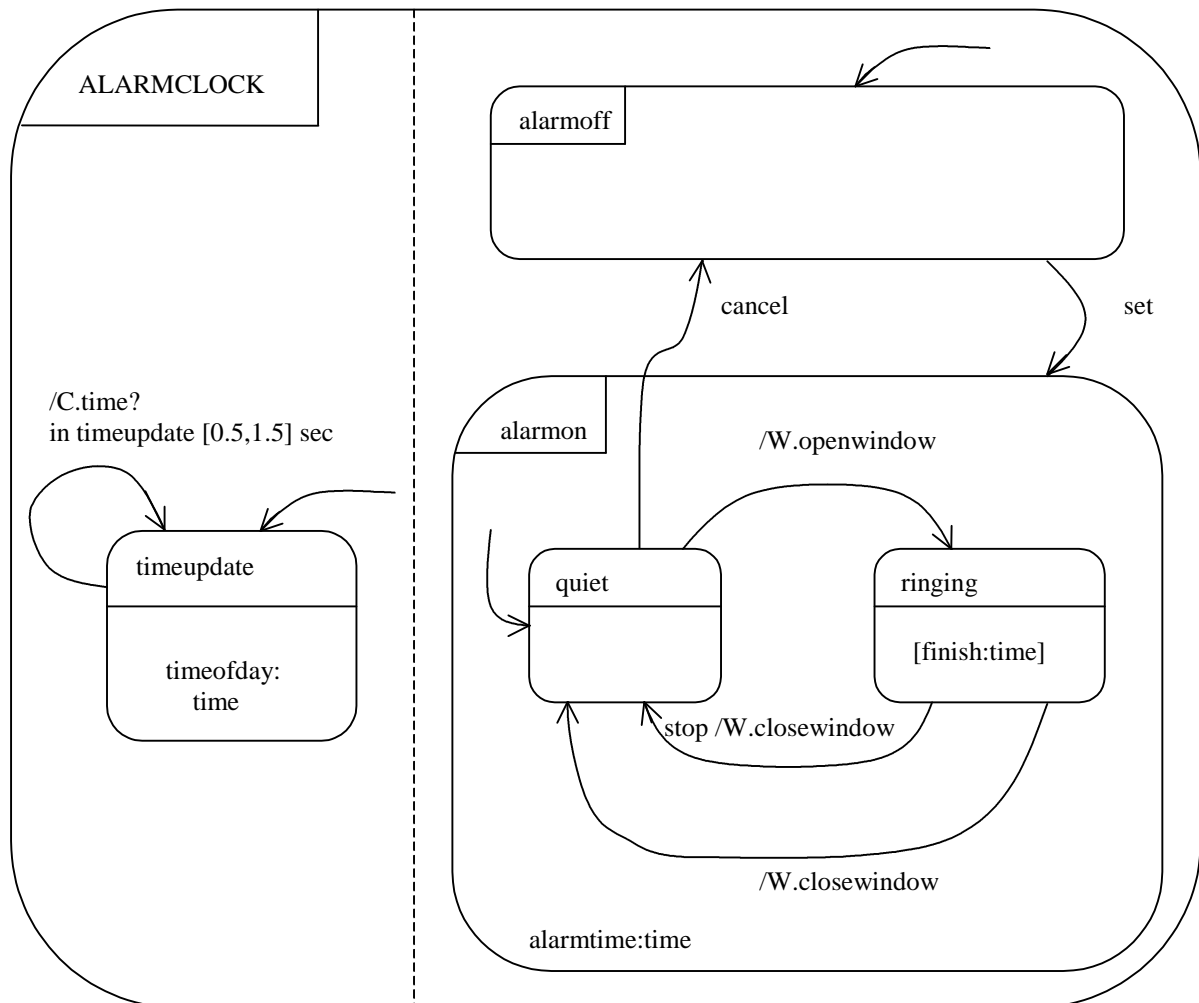 ALARMCLOCK
alarmoff
cancel
set
/C.time?
in timeupdate [0.5,1.5] sec
timeupdate
timeofday:
time
alarmon
/W.openwindow
quiet
ringing
[finish:time]
stop /W.closewindow
/W.closewindow
alarmtime:time